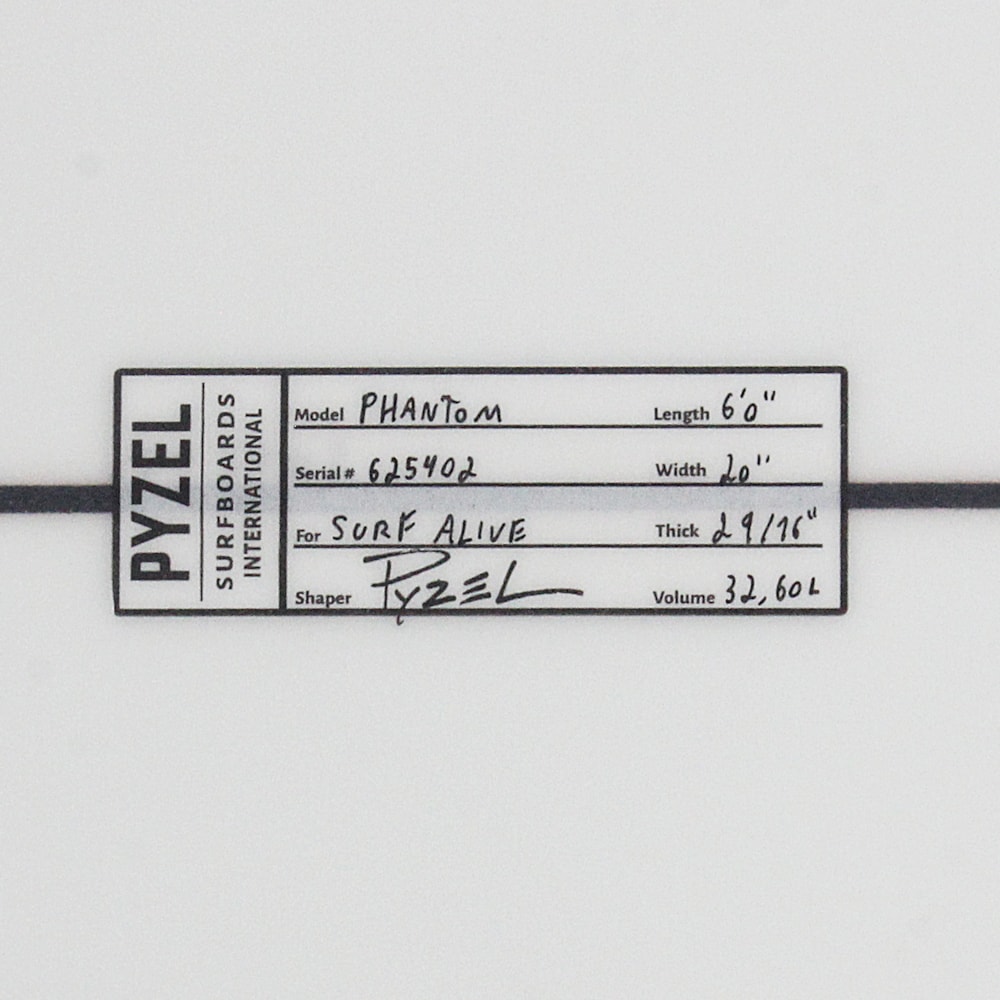 PYZEL
SURFBOARDS
INTERNATIONAL
Model PHANTOM Length 6'0"
Serial # 625402 Width 20"
For SURF ALIVE Thick 2 9/16"
Shaper PYZEL Volume 32,60L